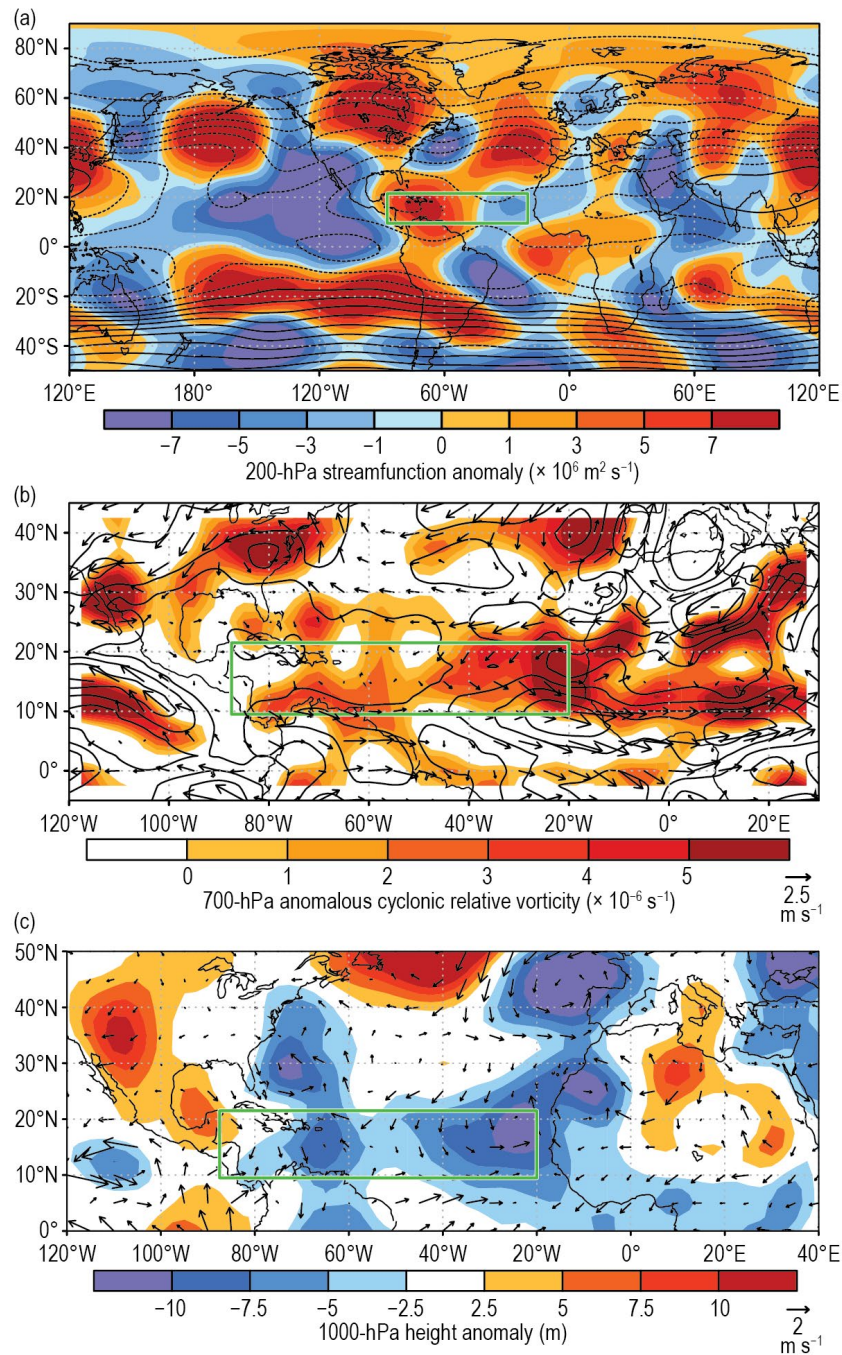 (a)
80°N
60°N
40°N
20°N
0°
20°S
40°S
120°E 180° 120°W 60°W 0° 60°E 120°E
−7 −5 −3 −1 0 1 3 5 7
200-hPa streamfunction anomaly (× 10⁶ m² s⁻¹)
(b)
40°N
30°N
20°N
10°N
0°
120°W 100°W 80°W 60°W 40°W 20°W 0° 20°E
0 1 2 3 4 5
700-hPa anomalous cyclonic relative vorticity (× 10⁻⁶ s⁻¹)
2.5
m s⁻¹
(c)
50°N
40°N
30°N
20°N
10°N
0°
120°W 100°W 80°W 60°W 40°W 20°W 0° 20°E 40°E
−10 −7.5 −5 −2.5 2.5 5 7.5 10
1000-hPa height anomaly (m)
2
m s⁻¹